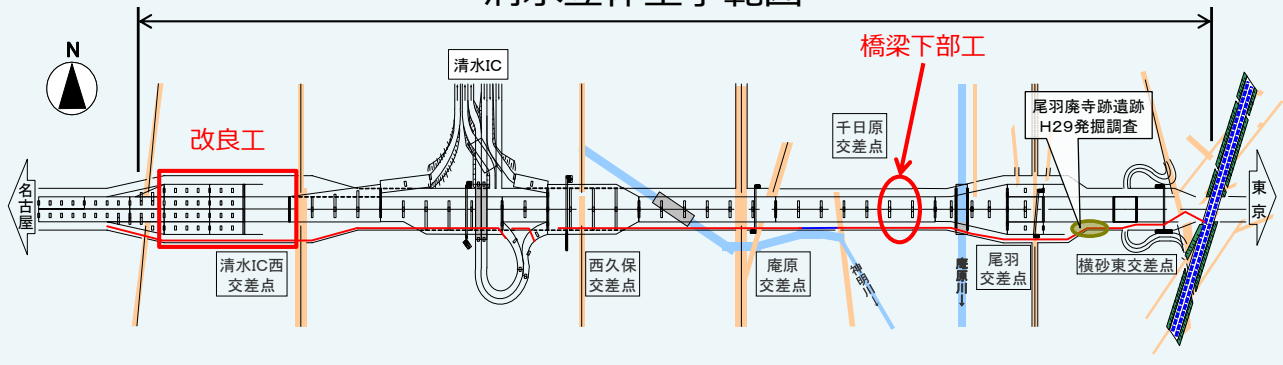 清水立体工事範囲
橋梁下部工
N
清水IC
尾羽廃寺跡遺跡
H29発掘調査
千日原
交差点
改良工
名古屋
東京
清水IC西
交差点
西久保
交差点
庵原
交差点
神明川→
庵原川→
尾羽
交差点
横砂東交差点